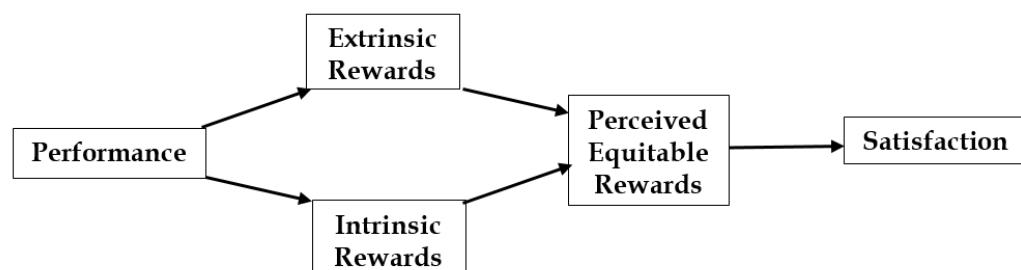 Extrinsic
Rewards
Performance
Perceived
Equitable
Rewards
Satisfaction
Intrinsic
Rewards